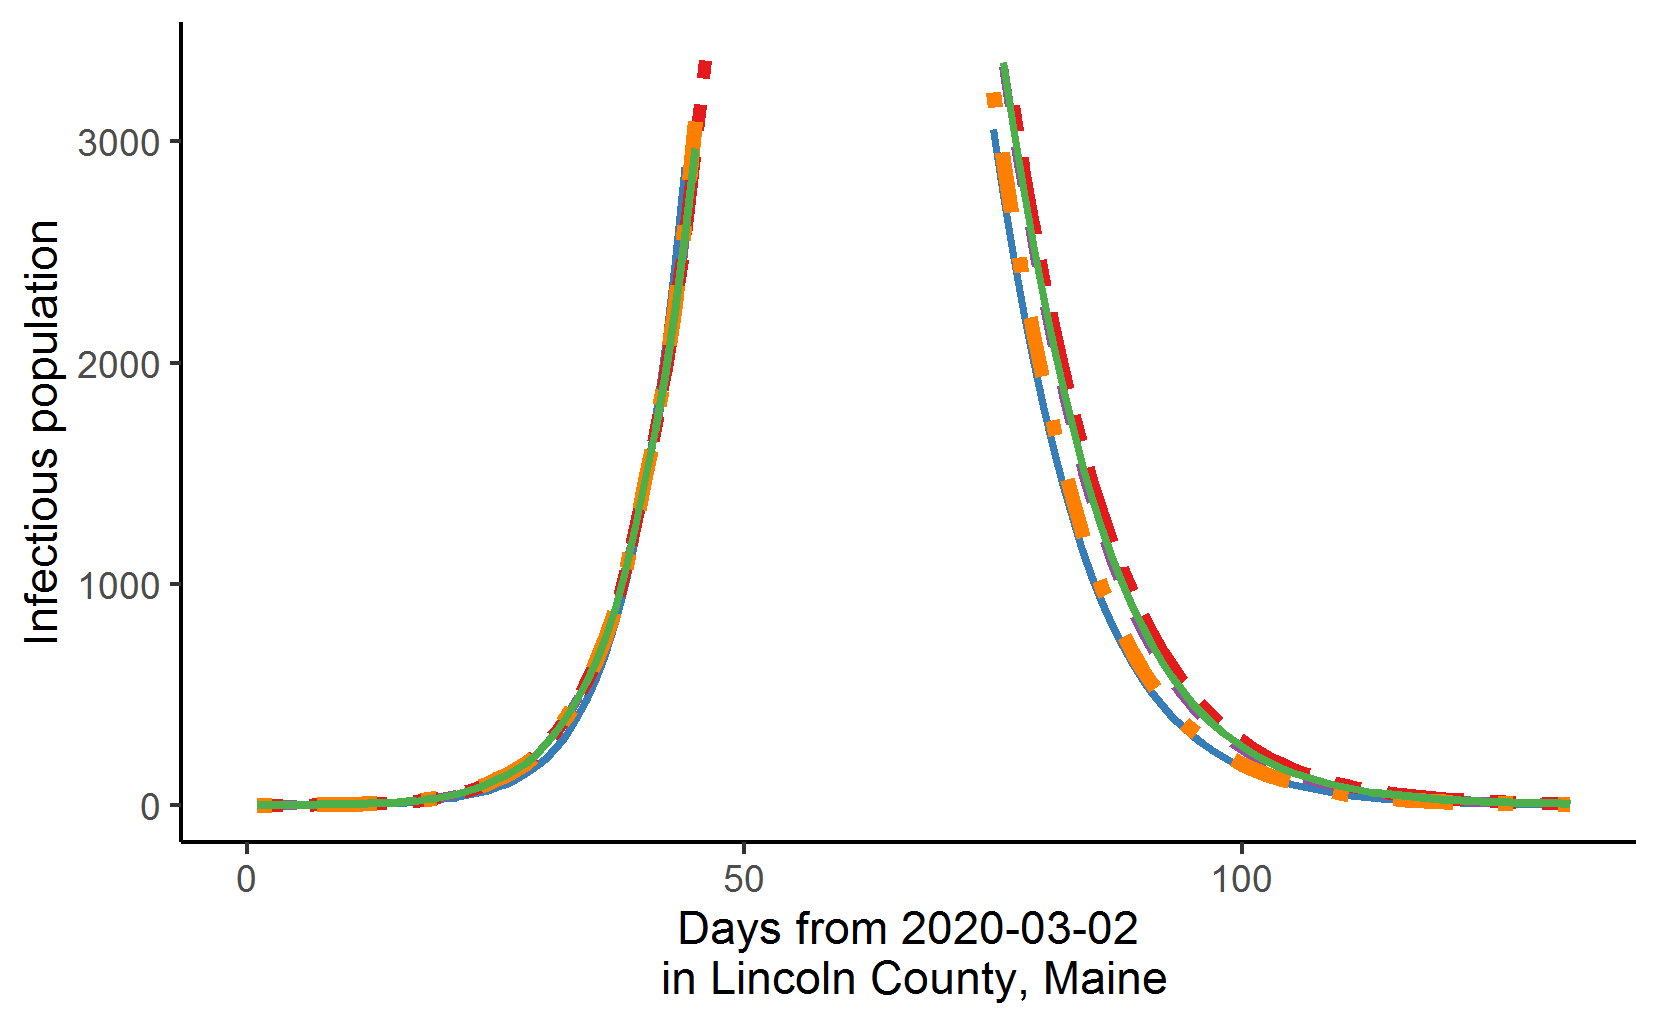 Infectious population
3000
2000
1000
0
0 50 100
Days from 2020-03-02
in Lincoln County, Maine